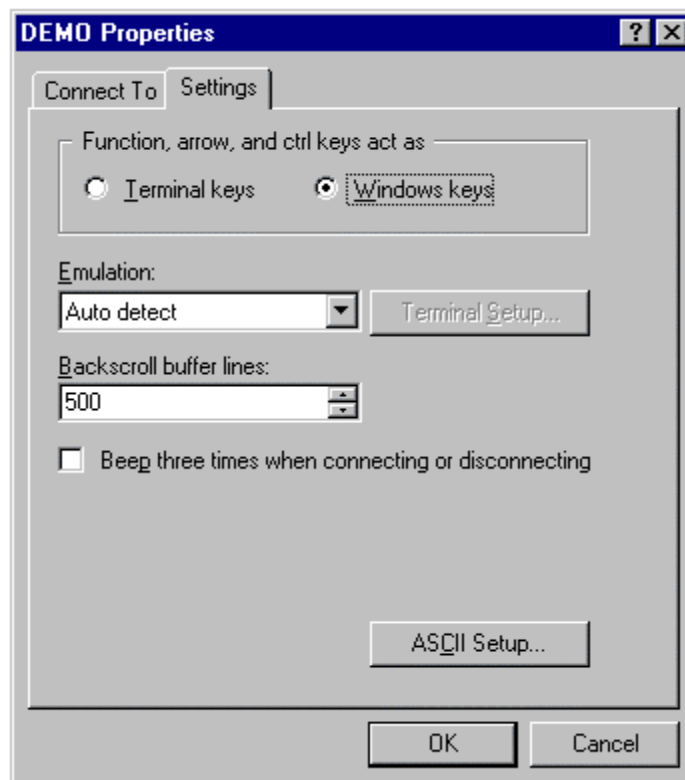 DEMO Properties ?
Connect To Settings
Function, arrow, and ctrl keys act as
Terminal keys Windows keys
Emulation:
Auto detect Terminal Setup...
Backscroll buffer lines:
500
Beep three times when connecting or disconnecting
ASCII Setup...
OK Cancel